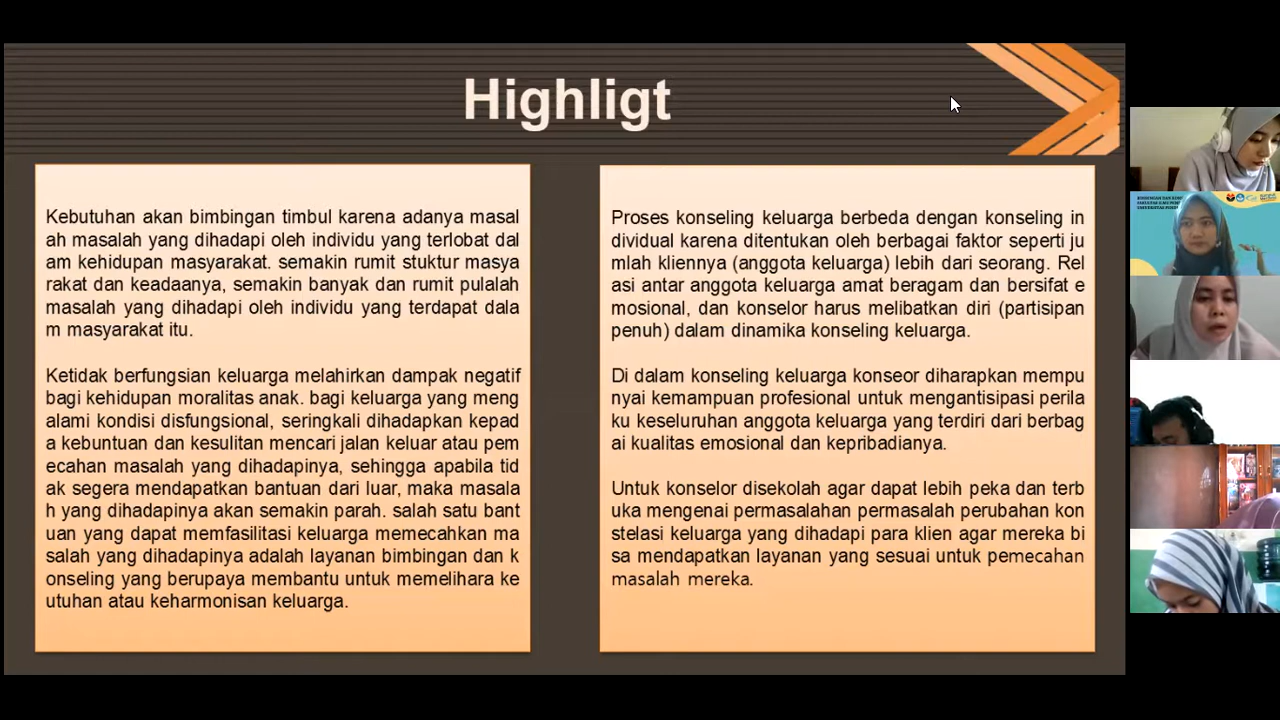 Highligt
Kebutuhan akan bimbingan timbul karena adanya masal
ah masalah yang dihadapi oleh individu yang terlobat dal
am kehidupan masyarakat. semakin rumit stuktur masya
rakat dan keadaanya, semakin banyak dan rumit pulalah
masalah yang dihadapi oleh individu yang terdapat dala
m masyarakat itu.
Ketidak berfungsian keluarga melahirkan dampak negatif
bagi kehidupan moralitas anak. bagi keluarga yang meng
alami kondisi disfungsional, seringkali dihadapkan kepad
a kebuntuan dan kesulitan mencari jalan keluar atau pem
ecahan masalah yang dihadapinya, sehingga apabila tid
ak segera mendapatkan bantuan dari luar, maka masala
h yang dihadapinya akan semakin parah. salah satu bant
uan yang dapat memfasilitasi keluarga memecahkan ma
salah yang dihadapinya adalah layanan bimbingan dan k
onseling yang berupaya membantu untuk memelihara ke
utuhan atau keharmonisan keluarga.
Proses konseling keluarga berbeda dengan konseling in
dividual karena ditentukan oleh berbagai faktor seperti ju
mlah kliennya (anggota keluarga) lebih dari seorang. Rel
asi antar anggota keluarga amat beragam dan bersifat e
mosional, dan konselor harus melibatkan diri (partisipan
penuh) dalam dinamika konseling keluarga.
Di dalam konseling keluarga konseor diharapkan mempu
nyai kemampuan profesional untuk mengantisipasi perila
ku keseluruhan anggota keluarga yang terdiri dari berbag
ai kualitas emosional dan kepribadianya.
Untuk konselor disekolah agar dapat lebih peka dan terb
uka mengenai permasalahan permasalah perubahan kon
stelasi keluarga yang dihadapi para klien agar mereka bi
sa mendapatkan layanan yang sesuai untuk pemecahan
masalah mereka.